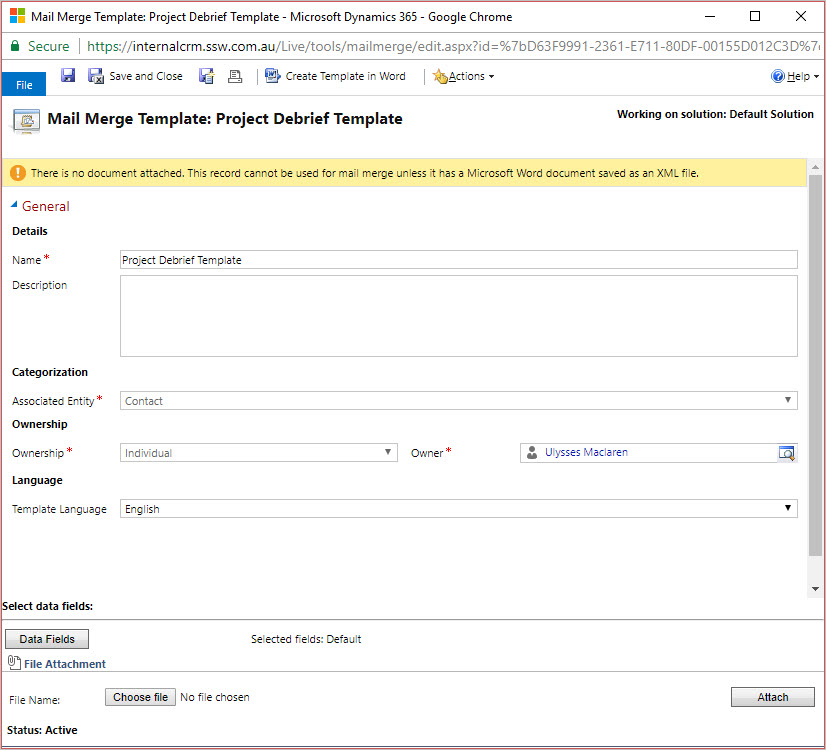 Mail Merge Template: Project Debrief Template - Microsoft Dynamics 365 - Google Chrome
Secure https://internalcrm.ssw.com.au/Live/tools/mailmerge/edit.aspx?id=%7bD63F9991-2361-E711-80DF-00155D012C3D%7
File Save and Close Create Template in Word Actions Help
Mail Merge Template: Project Debrief Template
Working on solution: Default Solution
There is no document attached. This record cannot be used for mail merge unless it has a Microsoft Word document saved as an XML file.
General
Details
Name* Project Debrief Template
Description
Categorization
Associated Entity* Contact
Ownership
Ownership* Individual Owner* Ulysses Maclaren
Language
Template Language English
Select data fields:
Data Fields Selected fields: Default
File Attachment
File Name: Choose file No file chosen Attach
Status: Active